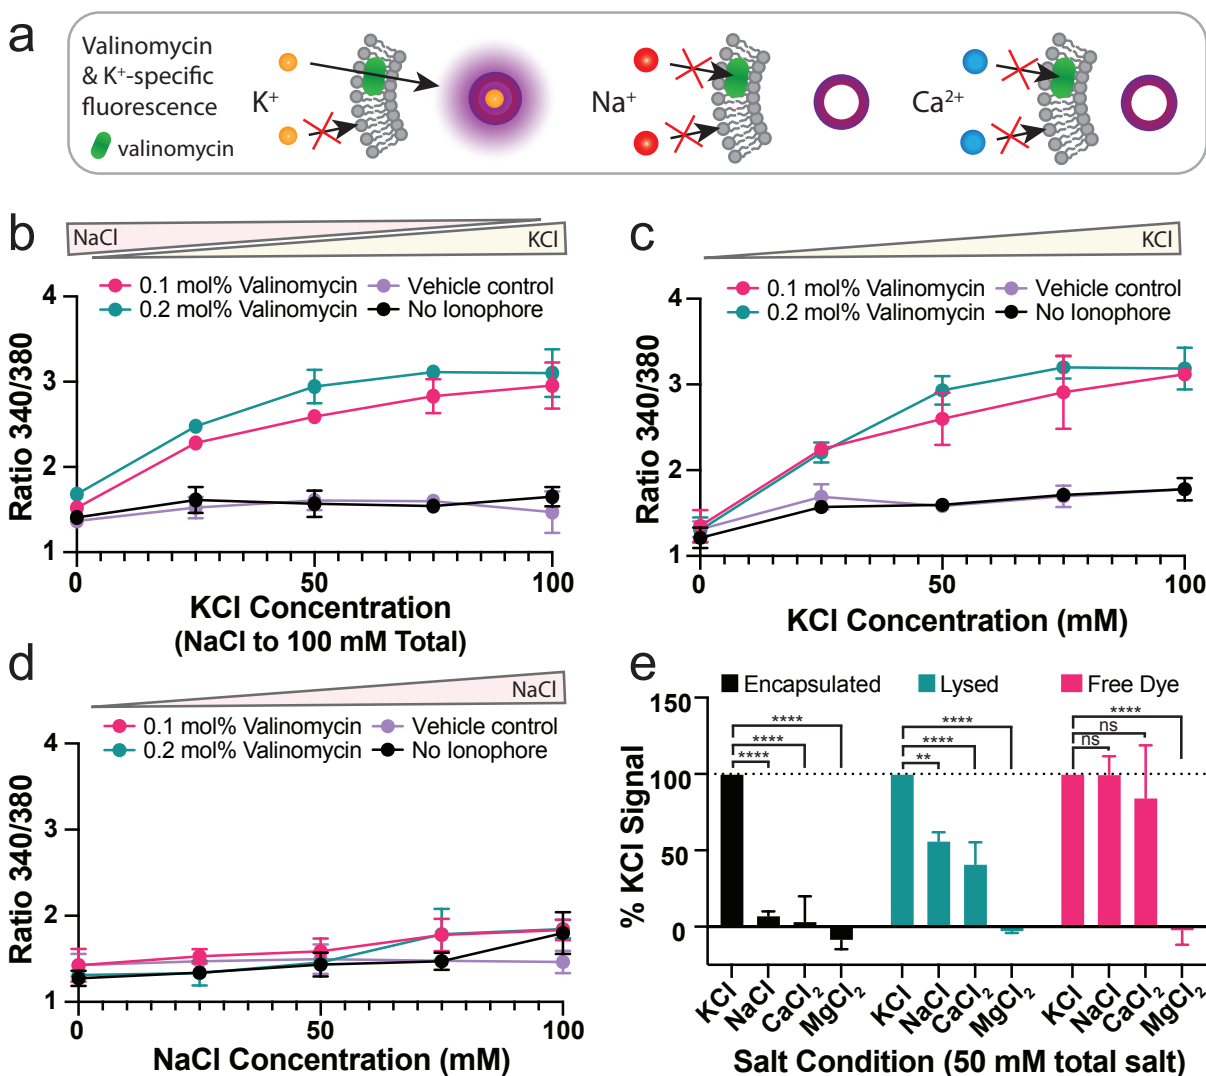 a
Valinomycin
& K⁺-specific
fluorescence
valinomycin
K⁺
Na⁺
Ca²⁺
b
NaCl
KCl
0.1 mol% Valinomycin
Vehicle control
0.2 mol% Valinomycin
No Ionophore
4
3
2
1
Ratio 340/380
0
50
100
KCl Concentration
(NaCl to 100 mM Total)
c
KCl
0.1 mol% Valinomycin
Vehicle control
0.2 mol% Valinomycin
No Ionophore
4
3
2
1
Ratio 340/380
0
50
100
KCl Concentration (mM)
d
NaCl
0.1 mol% Valinomycin
Vehicle control
0.2 mol% Valinomycin
No Ionophore
4
3
2
1
Ratio 340/380
0
50
100
NaCl Concentration (mM)
e
Encapsulated
Lysed
Free Dye
****
****
****
****
****
**
****
ns
ns
100
50
0
% KCl Signal
KCl
NaCl
CaCl₂
MgCl₂
KCl
NaCl
CaCl₂
MgCl₂
KCl
NaCl
CaCl₂
MgCl₂
Salt Condition (50 mM total salt)